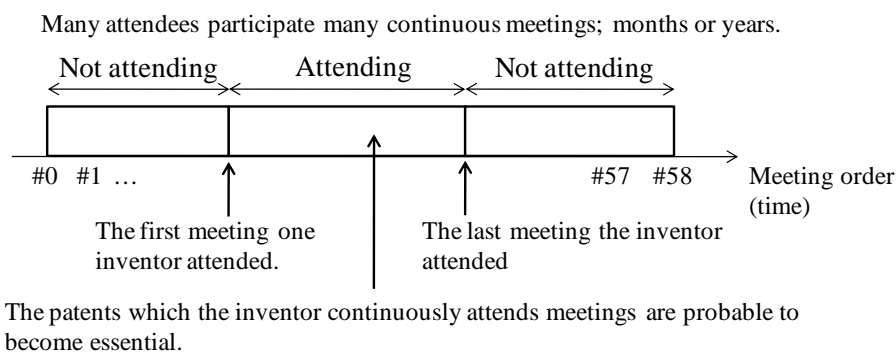 Many attendees participate many continuous meetings; months or years.
Not attending Attending Not attending
#0 #1 … #57 #58 Meeting order
(time)
The first meeting one
inventor attended.
The last meeting the inventor
attended
The patents which the inventor continuously attends meetings are probable to
become essential.